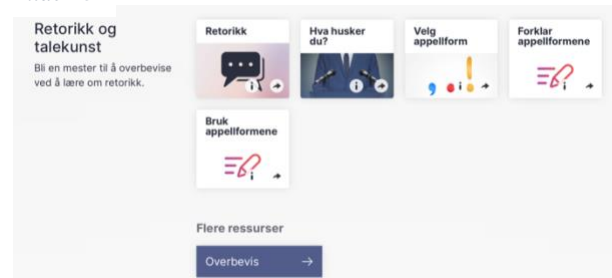 Retorikk og
talekunst
Bli en mester til å overbevise
ved å lære om retorikk.
Retorikk
Hva husker
du?
Velg
appellform
Forklar
appellformene
Bruk
appellformene
Flere ressurser
Overbevis →